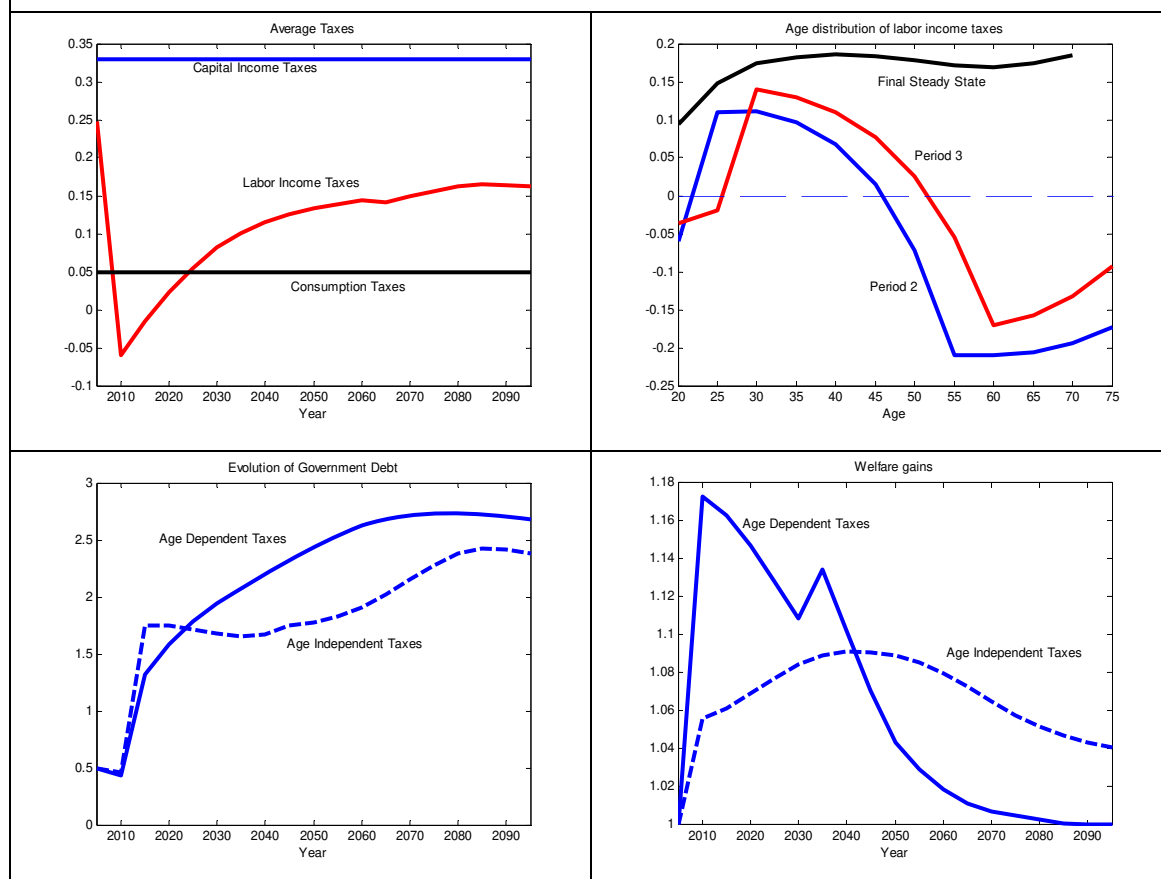 Average Taxes
0.35
0.3
0.25
0.2
0.15
0.1
0.05
0
-0.05
-0.1
Capital Income Taxes
Labor Income Taxes
Consumption Taxes
2010 2020 2030 2040 2050 2060 2070 2080 2090
Year
Age distribution of labor income taxes
0.2
0.15
0.1
0.05
0
-0.05
-0.1
-0.15
-0.2
-0.25
Final Steady State
Period 3
Period 2
20 25 30 35 40 45 50 55 60 65 70 75
Age
Evolution of Government Debt
3
2.5
2
1.5
1
0.5
0
Age Dependent Taxes
Age Independent Taxes
2010 2020 2030 2040 2050 2060 2070 2080 2090
Year
Welfare gains
1.18
1.16
1.14
1.12
1.1
1.08
1.06
1.04
1.02
1
Age Dependent Taxes
Age Independent Taxes
2010 2020 2030 2040 2050 2060 2070 2080 2090
Year